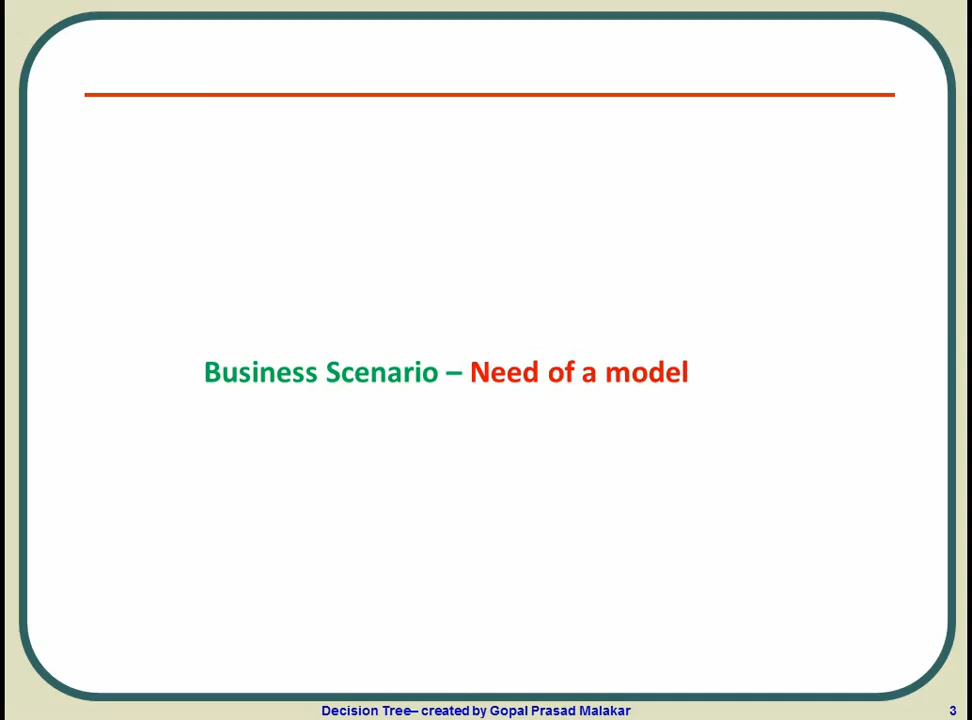 Business Scenario – Need of a model
Decision Tree– created by Gopal Prasad Malakar
3